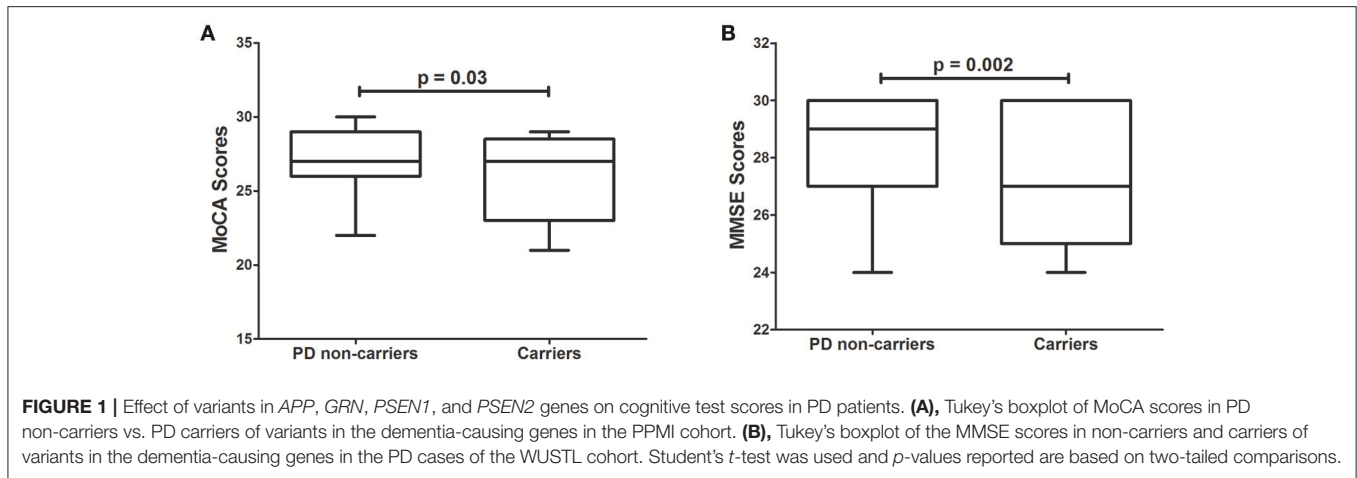 A
35
30
25
20
15
MoCA Scores
p = 0.03
PD non-carriers
Carriers
B
32
30
28
26
24
22
MMSE Scores
p = 0.002
PD non-carriers
Carriers
FIGURE 1 | Effect of variants in APP, GRN, PSEN1, and PSEN2 genes on cognitive test scores in PD patients. (A), Tukey's boxplot of MoCA scores in PD
non-carriers vs. PD carriers of variants in the dementia-causing genes in the PPMI cohort. (B), Tukey's boxplot of the MMSE scores in non-carriers and carriers of
variants in the dementia-causing genes in the PD cases of the WUSTL cohort. Student's t-test was used and p-values reported are based on two-tailed comparisons.